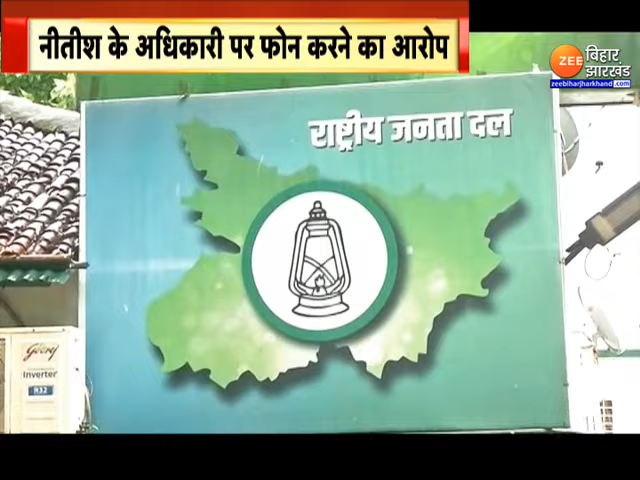 नीतीश के अधिकारी पर फोन करने का आरोप
ZEE
बिहार
झारखंड
zeebiharjharkhand.com
राष्ट्रीय जनता दल
Godrej
Inverter
R32